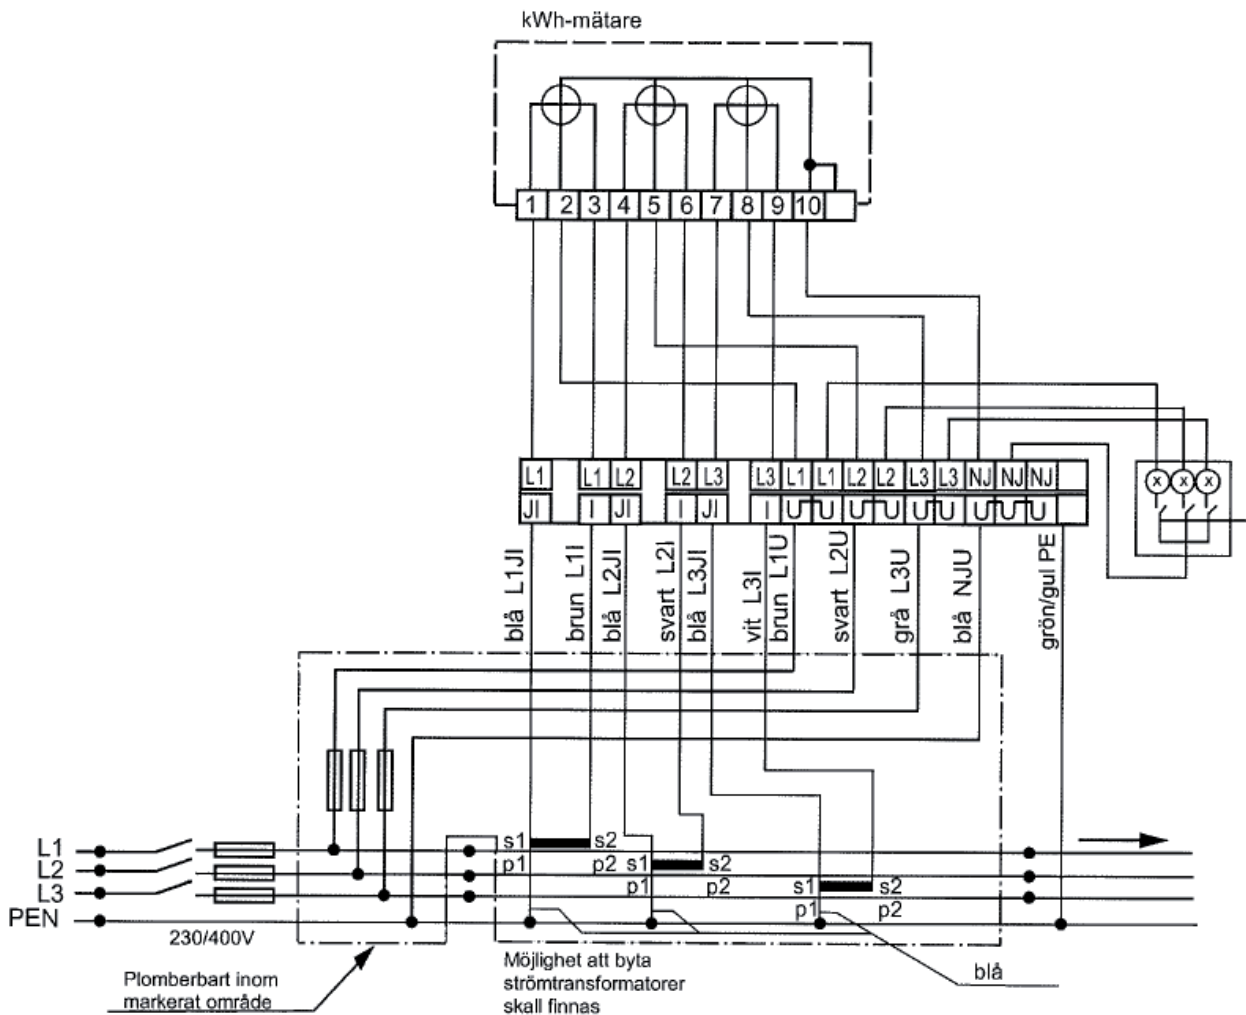 kWh-mätare
1 2 3 4 5 6 7 8 9 10
L1 L1 L2 L2 L3 L3 L1 L1 L2 L2 L3 L3 NJ NJ NJ
JI I JI I JI I U U U U U U U U U
x x x
blå L1JI
brun L1I
blå L2JI
svart L2I
blå L3JI
vit L3I
brun L1U
svart L2U
grå L3U
blå NJU
grön/gul PE
L1
L2
L3
PEN
s1 s2
p1 p2
s1 s2
p1 p2
s1 s2
p1 p2
230/400V
Plomberbart inom
markerat område
Möjlighet att byta
strömtransformatorer
skall finnas
blå